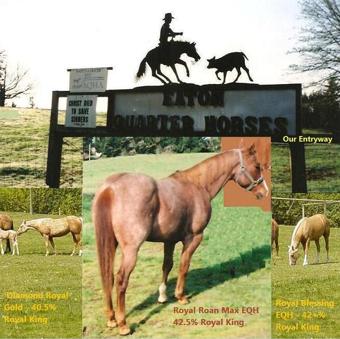 AQHA
CHRIST DIED
TO SAVE
SINNERS
EATON
QUARTER HORSES
Our Entryway
Diamond Royal
Gold - 40.5%
Royal King
Royal Roan Max EQH
42.5% Royal King
Royal Blessing
EQH - 42+%
Royal King